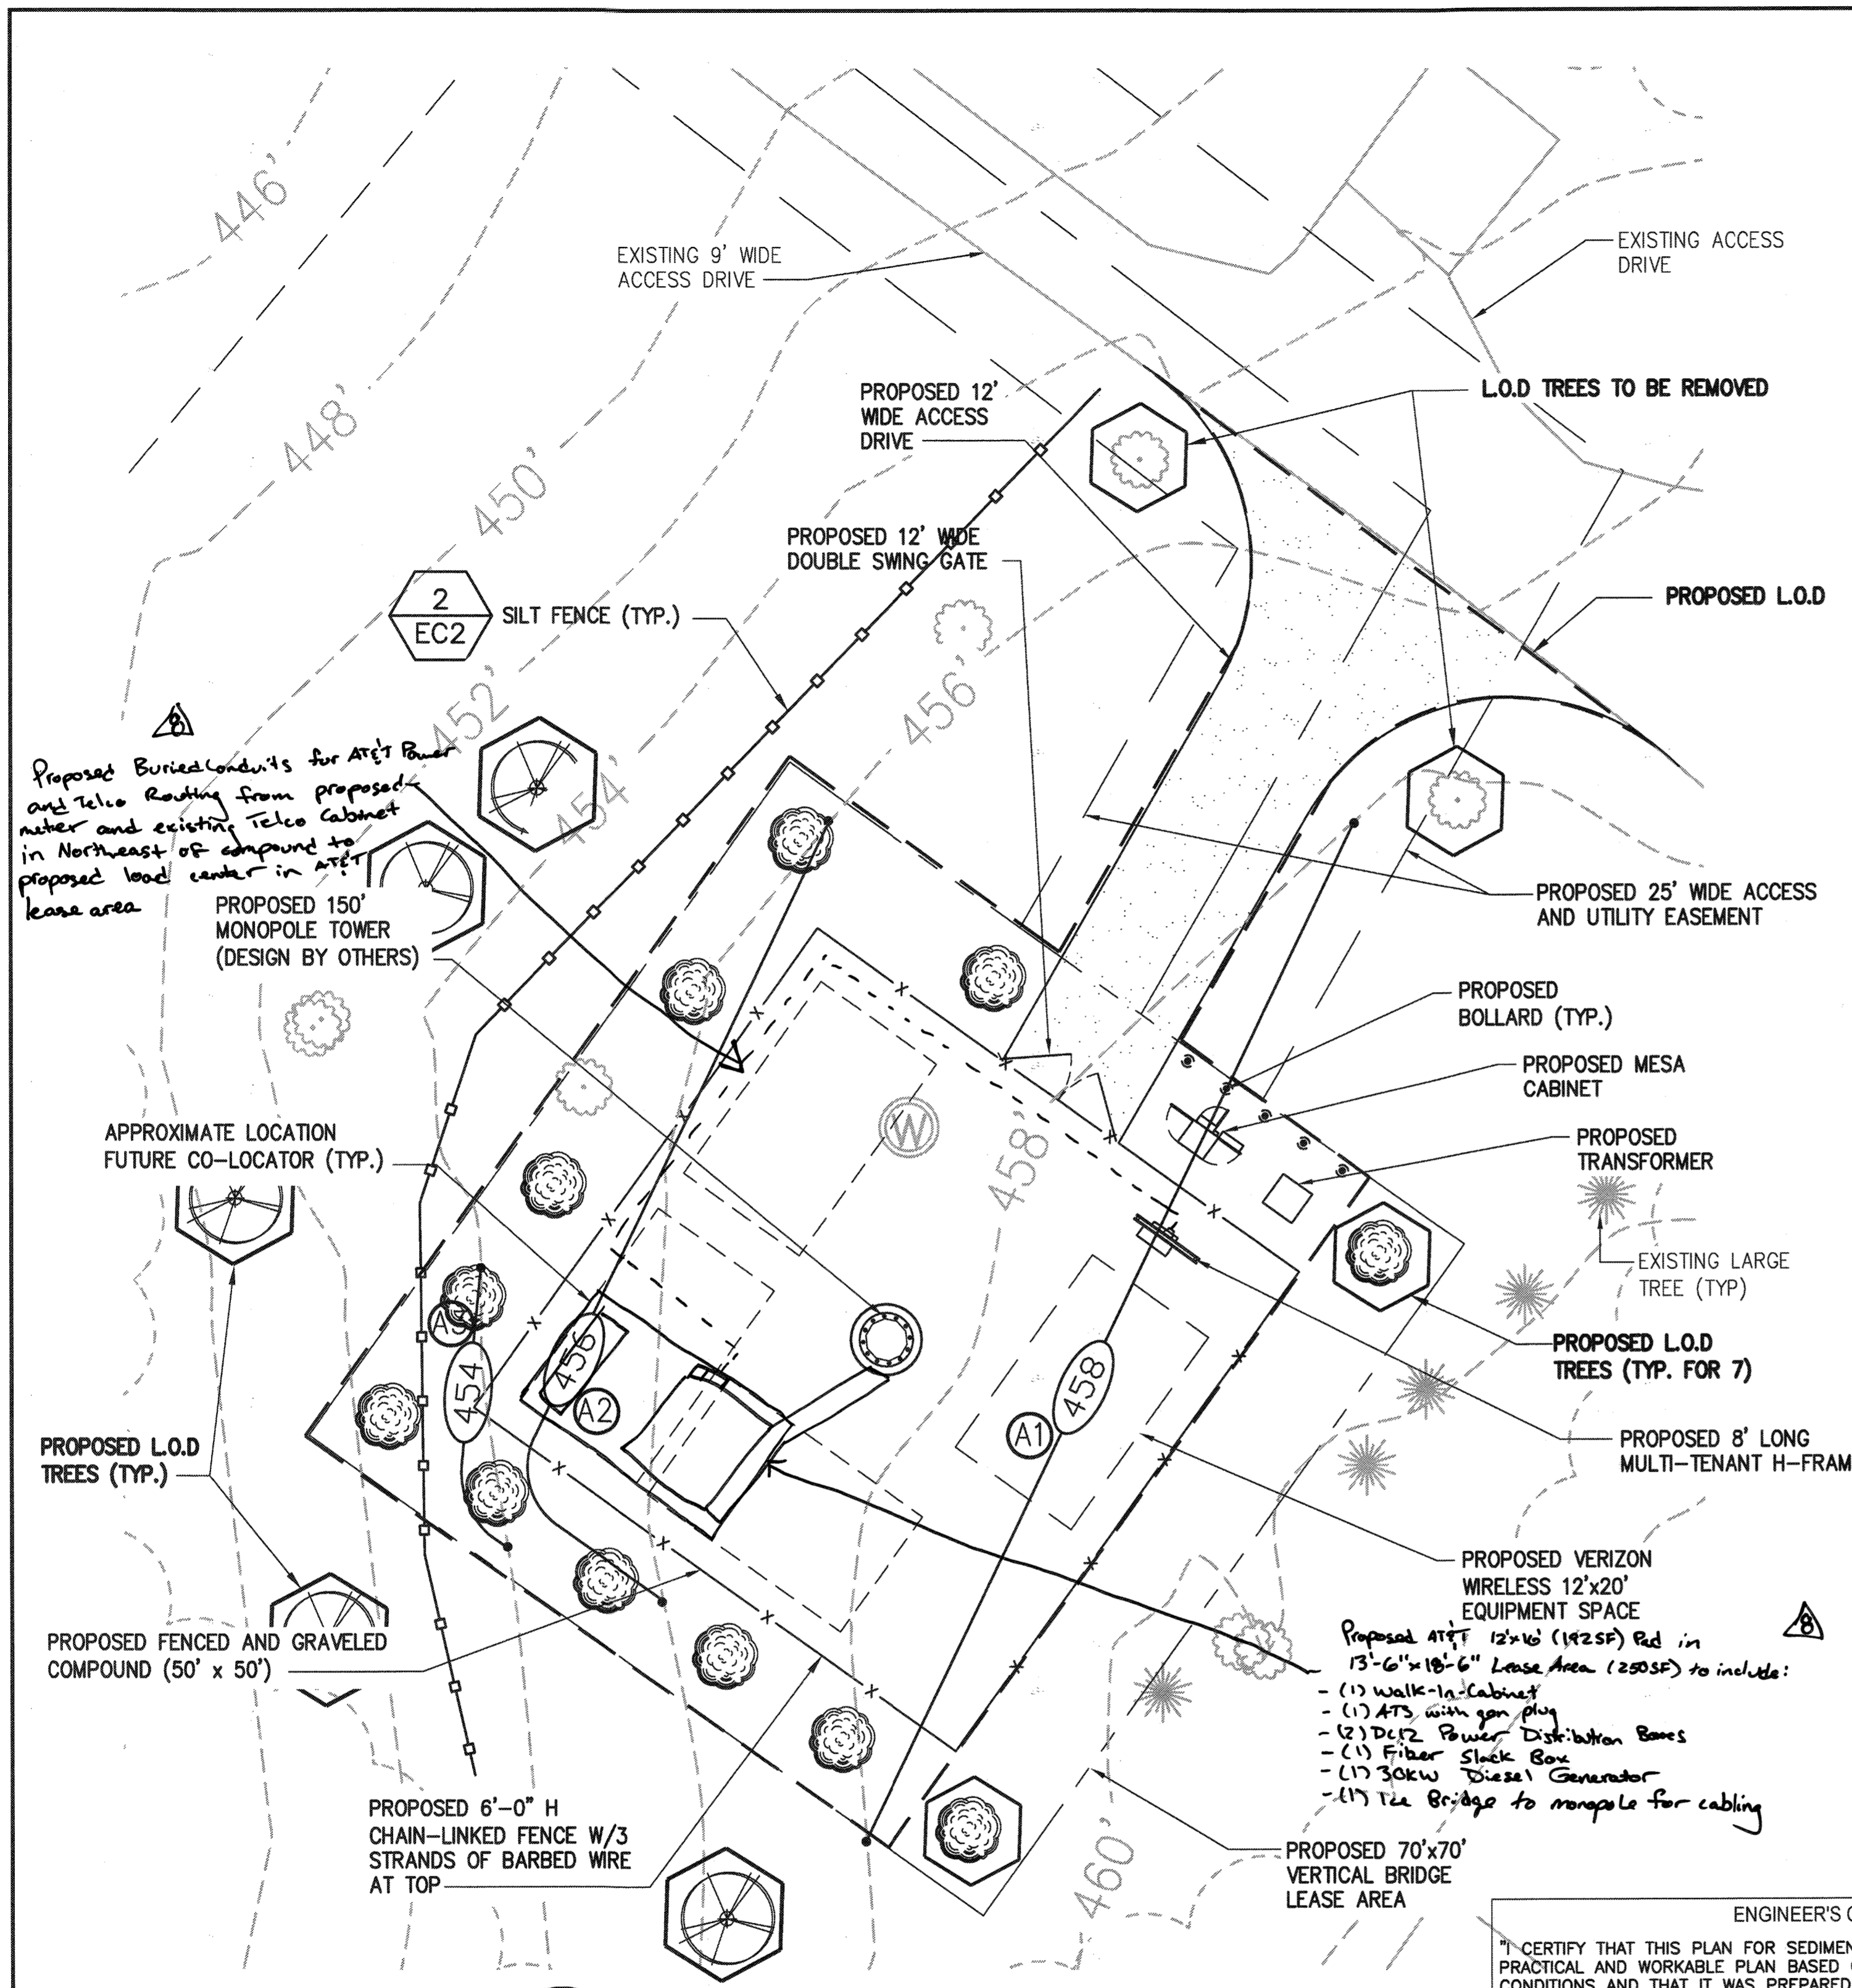 446'
EXISTING 9' WIDE
ACCESS DRIVE
EXISTING ACCESS
DRIVE
448'
PROPOSED 12'
WIDE ACCESS
DRIVE
L.O.D TREES TO BE REMOVED
450'
PROPOSED 12' WIDE
DOUBLE SWING GATE
2
EC2
SILT FENCE (TYP.)
PROPOSED L.O.D
452'
456'
454'
8
Proposed Buried Conduits for AT&T Power
and Telco Routing from proposed
meter and existing Telco Cabinet
in Northeast of compound to
proposed load center in AT&T
lease area
PROPOSED 150'
MONOPOLE TOWER
(DESIGN BY OTHERS)
PROPOSED 25' WIDE ACCESS
AND UTILITY EASEMENT
PROPOSED
BOLLARD (TYP.)
PROPOSED MESA
CABINET
W
458'
APPROXIMATE LOCATION
FUTURE CO-LOCATOR (TYP.)
PROPOSED
TRANSFORMER
EXISTING LARGE
TREE (TYP)
A3
454
456
A2
A1
458
PROPOSED L.O.D
TREES (TYP. FOR 7)
PROPOSED L.O.D
TREES (TYP.)
PROPOSED 8' LONG
MULTI-TENANT H-FRAM
PROPOSED VERIZON
WIRELESS 12'x20'
EQUIPMENT SPACE
8
Proposed AT&T 12'x16' (192SF) Pad in
13'-6"x18'-6" Lease Area (250SF) to include:
- (1) Walk-In-Cabinet
- (1) ATS with gen plug
- (2) DC12 Power Distribution Boxes
- (1) Fiber Slack Box
- (1) 30KW Diesel Generator
- (1) Ice Bridge to monopole for cabling
PROPOSED FENCED AND GRAVELED
COMPOUND (50' x 50')
PROPOSED 6'-0" H
CHAIN-LINKED FENCE W/3
STRANDS OF BARBED WIRE
AT TOP
460'
PROPOSED 70'x70'
VERTICAL BRIDGE
LEASE AREA
ENGINEER'S
"I CERTIFY THAT THIS PLAN FOR SEDIMEN
PRACTICAL AND WORKABLE PLAN BASED
CONDITIONS AND THAT IT WAS PREPARED